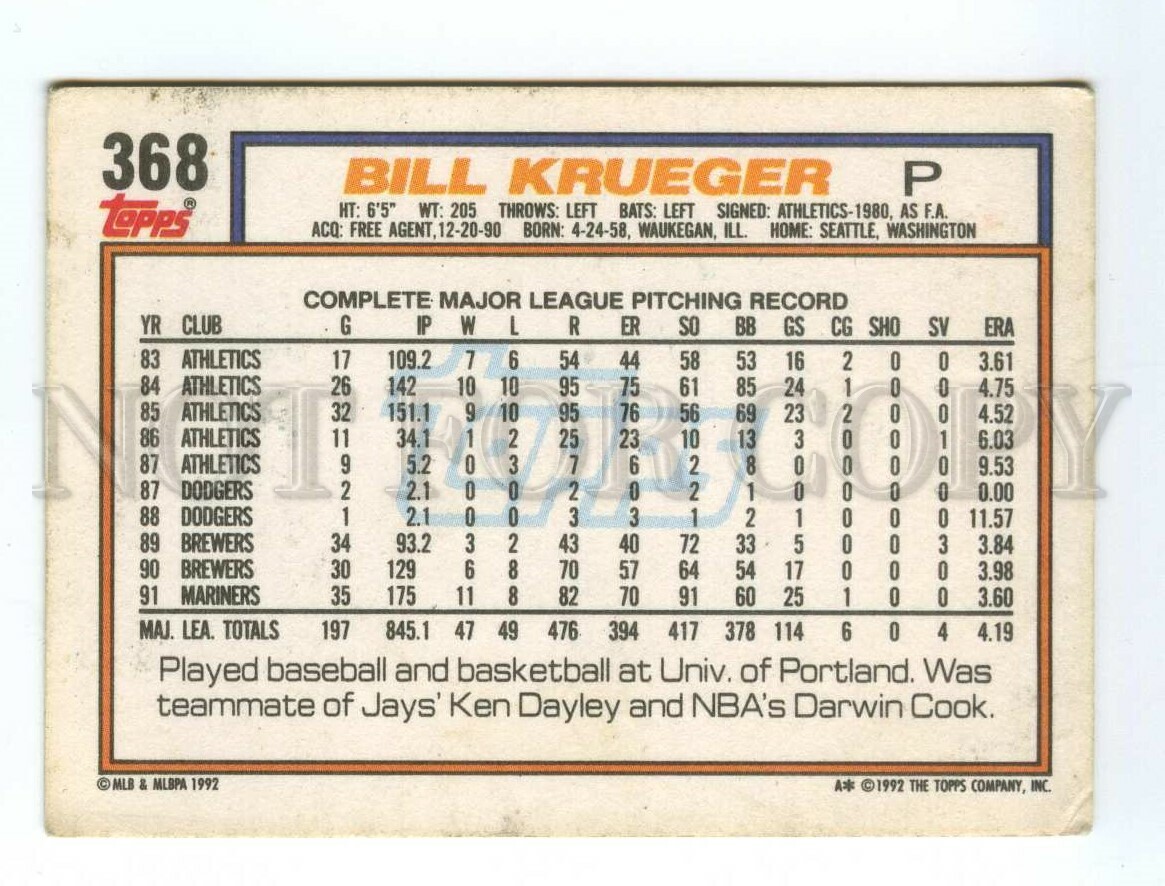 368
BILL KRUEGER P
topps®
HT: 6'5" WT: 205 THROWS: LEFT BATS: LEFT SIGNED: ATHLETICS-1980, AS F.A.
ACQ: FREE AGENT,12-20-90 BORN: 4-24-58, WAUKEGAN, ILL. HOME: SEATTLE, WASHINGTON
COMPLETE MAJOR LEAGUE PITCHING RECORD
YR CLUB G IP W L R ER SO BB GS CG SHO SV ERA
83 ATHLETICS 17 109.2 7 6 54 44 58 53 16 2 0 0 3.61
84 ATHLETICS 26 142 10 10 95 75 61 85 24 1 0 0 4.75
85 ATHLETICS 32 151.1 9 10 95 76 56 69 23 2 0 0 4.52
86 ATHLETICS 11 34.1 1 2 25 23 10 13 3 0 0 1 6.03
87 ATHLETICS 9 5.2 0 3 7 6 2 8 0 0 0 0 9.53
87 DODGERS 2 2.1 0 0 2 0 2 1 0 0 0 0 0.00
88 DODGERS 1 2.1 0 0 3 3 1 2 1 0 0 0 11.57
89 BREWERS 34 93.2 3 2 43 40 72 33 5 0 0 3 3.84
90 BREWERS 30 129 6 8 70 57 64 54 17 0 0 0 3.98
91 MARINERS 35 175 11 8 82 70 91 60 25 1 0 0 3.60
MAJ. LEA. TOTALS 197 845.1 47 49 476 394 417 378 114 6 0 4 4.19
Played baseball and basketball at Univ. of Portland. Was
teammate of Jays' Ken Dayley and NBA's Darwin Cook.
©MLB & MLBPA 1992
A* ©1992 THE TOPPS COMPANY, INC.
topps
NOT FOR COPY